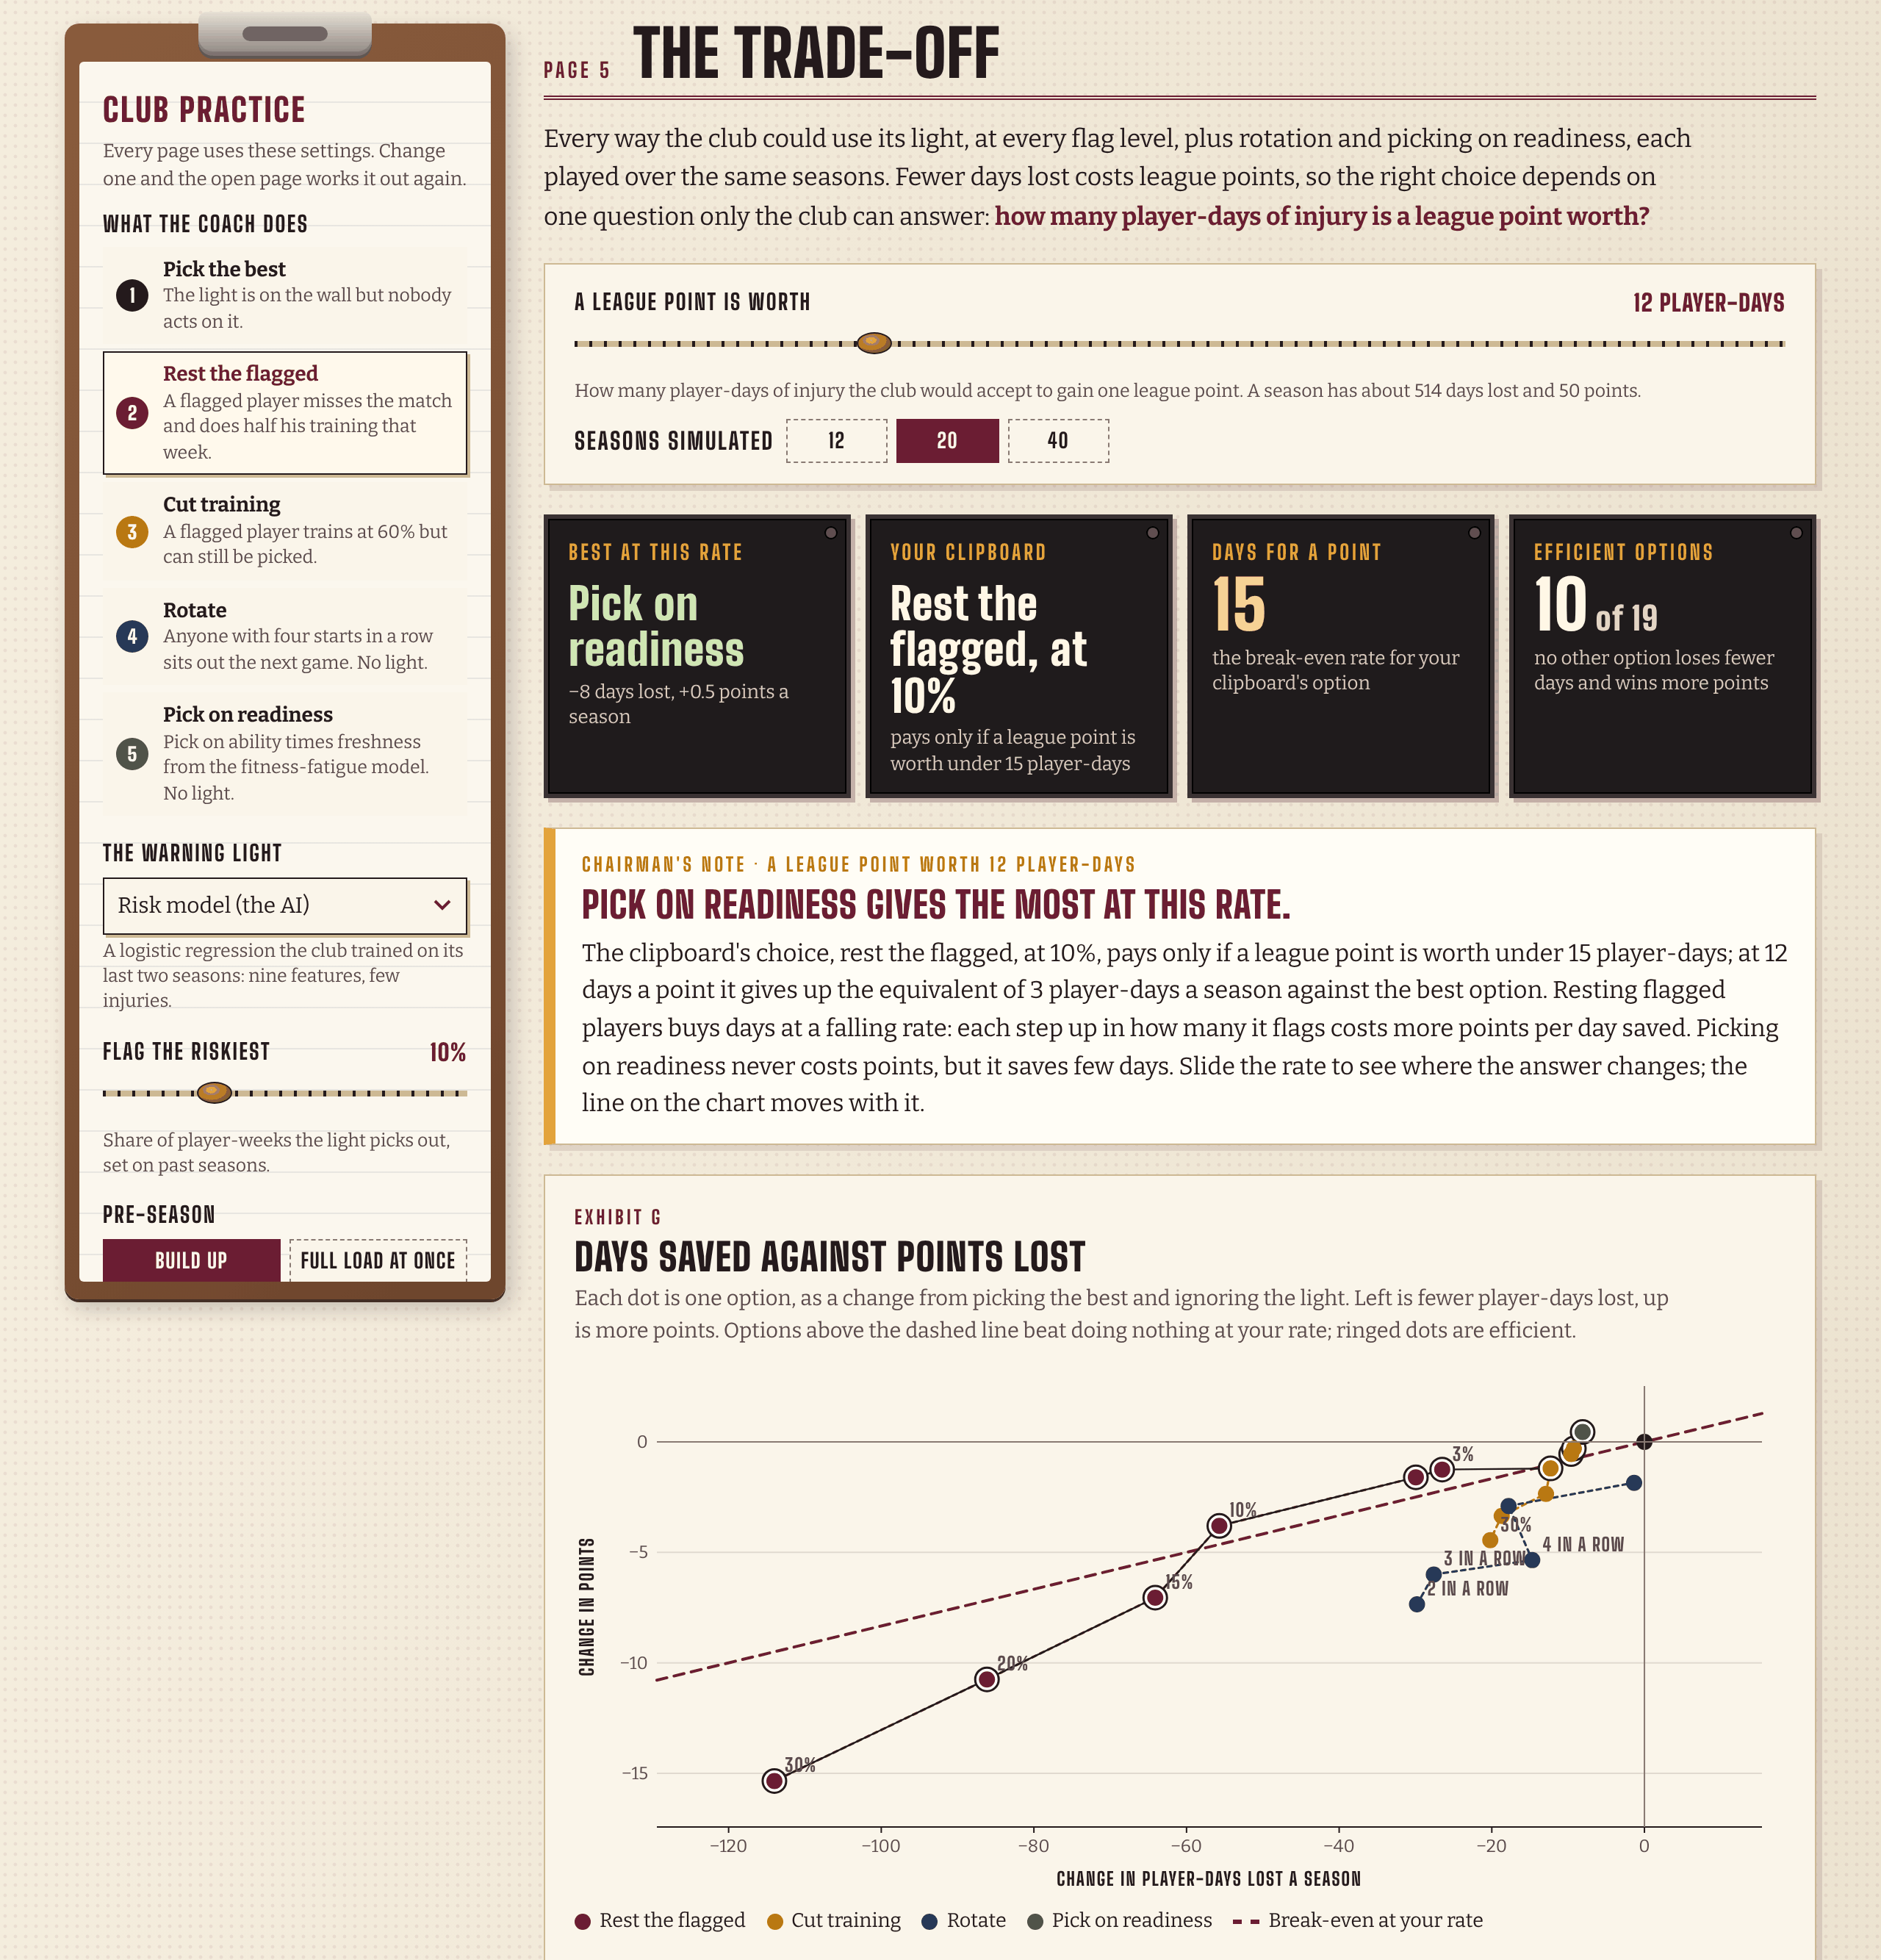 CLUB PRACTICE
Every page uses these settings. Change
one and the open page works it out again.
WHAT THE COACH DOES
1
Pick the best
The light is on the wall but nobody
acts on it.
2
Rest the flagged
A flagged player misses the match
and does half his training that
week.
3
Cut training
A flagged player trains at 60% but
can still be picked.
4
Rotate
Anyone with four starts in a row
sits out the next game. No light.
5
Pick on readiness
Pick on ability times freshness
from the fitness-fatigue model.
No light.
THE WARNING LIGHT
Risk model (the AI)
A logistic regression the club trained on its
last two seasons: nine features, few
injuries.
FLAG THE RISKIEST 10%
Share of player-weeks the light picks out,
set on past seasons.
PRE-SEASON
BUILD UP FULL LOAD AT ONCE
PAGE 5 THE TRADE-OFF
Every way the club could use its light, at every flag level, plus rotation and picking on readiness, each
played over the same seasons. Fewer days lost costs league points, so the right choice depends on
one question only the club can answer: how many player-days of injury is a league point worth?
A LEAGUE POINT IS WORTH 12 PLAYER-DAYS
How many player-days of injury the club would accept to gain one league point. A season has about 514 days lost and 50 points.
SEASONS SIMULATED 12 20 40
BEST AT THIS RATE
Pick on
readiness
−8 days lost, +0.5 points a
season
YOUR CLIPBOARD
Rest the
flagged, at
10%
pays only if a league point is
worth under 15 player-days
DAYS FOR A POINT
15
the break-even rate for your
clipboard's option
EFFICIENT OPTIONS
10 of 19
no other option loses fewer
days and wins more points
CHAIRMAN'S NOTE · A LEAGUE POINT WORTH 12 PLAYER-DAYS
PICK ON READINESS GIVES THE MOST AT THIS RATE.
The clipboard's choice, rest the flagged, at 10%, pays only if a league point is worth under 15 player-days; at 12
days a point it gives up the equivalent of 3 player-days a season against the best option. Resting flagged
players buys days at a falling rate: each step up in how many it flags costs more points per day saved. Picking
on readiness never costs points, but it saves few days. Slide the rate to see where the answer changes; the
line on the chart moves with it.
EXHIBIT G
DAYS SAVED AGAINST POINTS LOST
Each dot is one option, as a change from picking the best and ignoring the light. Left is fewer player-days lost, up
is more points. Options above the dashed line beat doing nothing at your rate; ringed dots are efficient.
0
−5
−10
−15
CHANGE IN POINTS
3%
10%
15%
20%
30%
30%
4 IN A ROW
3 IN A ROW
2 IN A ROW
−120 −100 −80 −60 −40 −20 0
CHANGE IN PLAYER-DAYS LOST A SEASON
Rest the flagged Cut training Rotate Pick on readiness Break-even at your rate